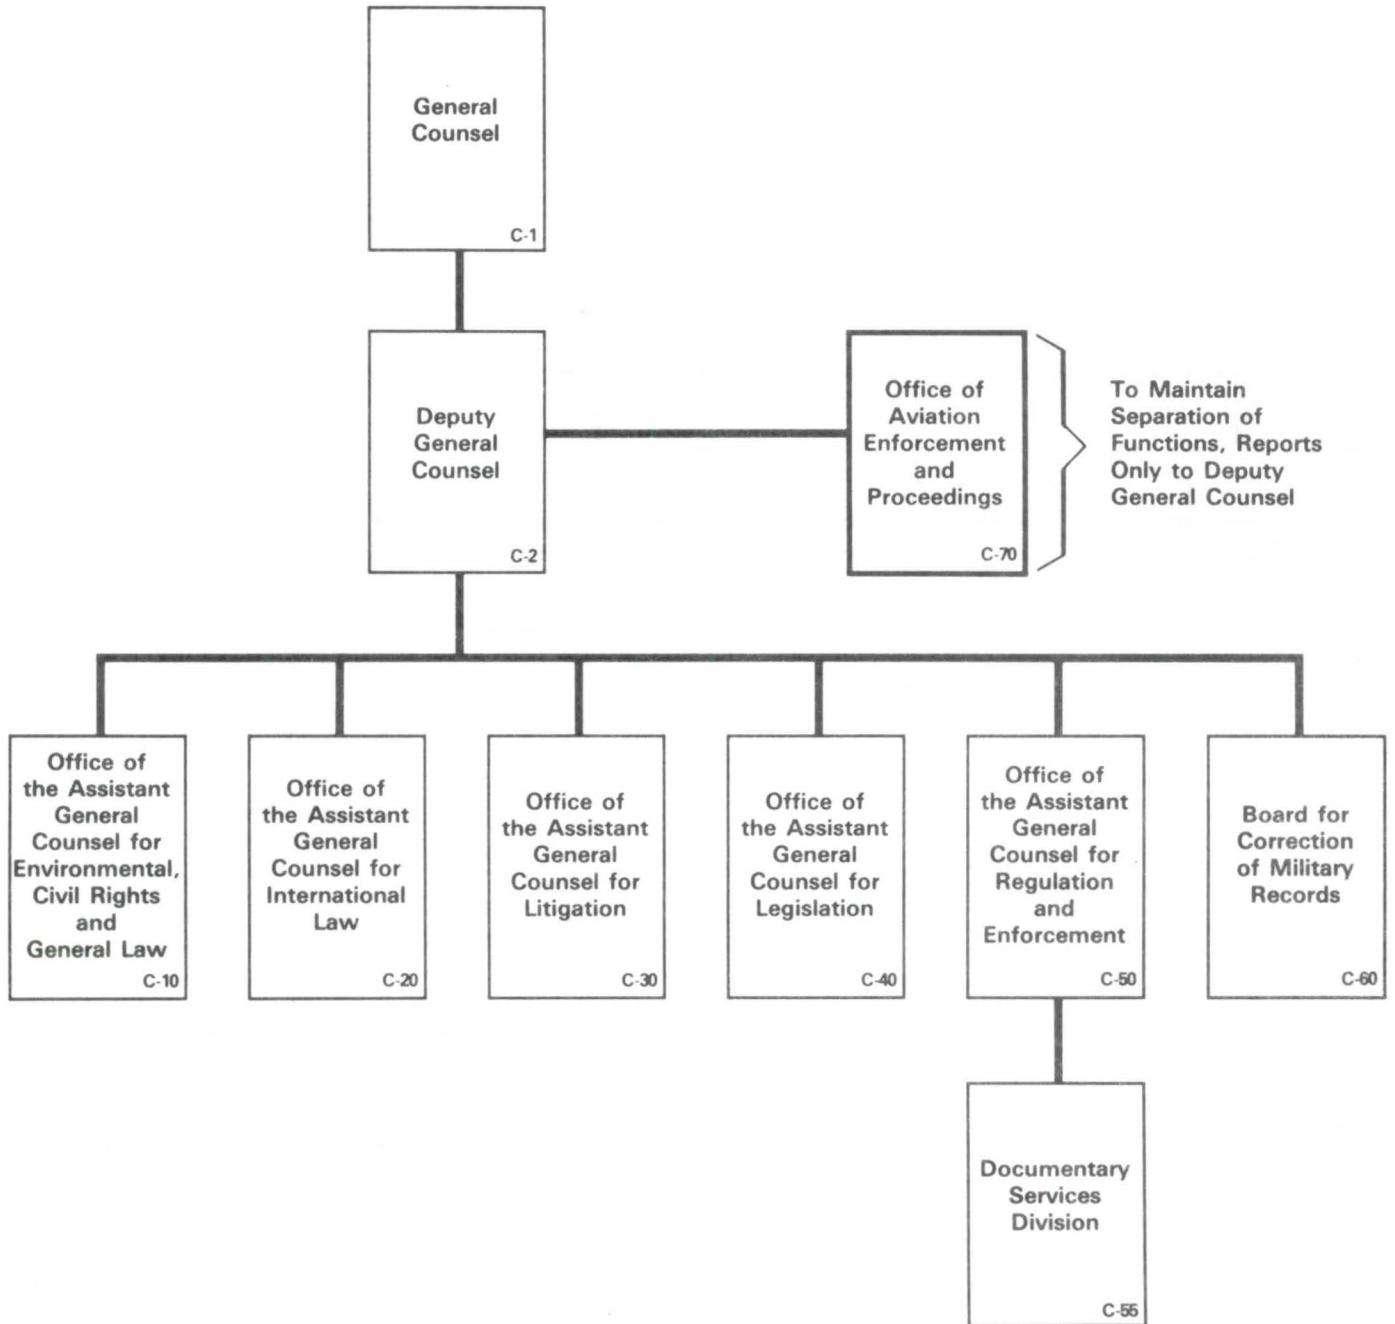 General
Counsel
C-1
Deputy
General
Counsel
C-2
Office of
Aviation
Enforcement
and
Proceedings
C-70
To Maintain
Separation of
Functions, Reports
Only to Deputy
General Counsel
Office of
the Assistant
General
Counsel for
Environmental,
Civil Rights
and
General Law
C-10
Office of
the Assistant
General
Counsel for
International
Law
C-20
Office of
the Assistant
General
Counsel for
Litigation
C-30
Office of
the Assistant
General
Counsel for
Legislation
C-40
Office of
the Assistant
General
Counsel for
Regulation
and
Enforcement
C-50
Board for
Correction
of Military
Records
C-60
Documentary
Services
Division
C-55